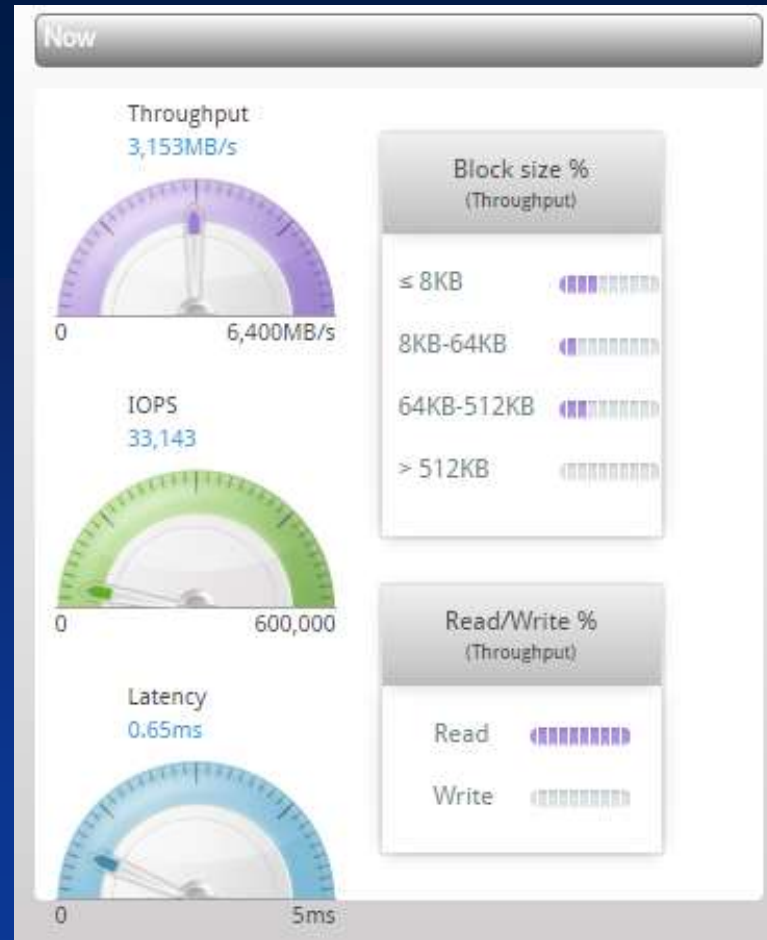 Now
Throughput
3,153MB/s
0
6,400MB/s
IOPS
33,143
0
600,000
Latency
0.65ms
0
5ms
Block size %
(Throughput)
≤ 8KB
8KB-64KB
64KB-512KB
> 512KB
Read/Write %
(Throughput)
Read
Write